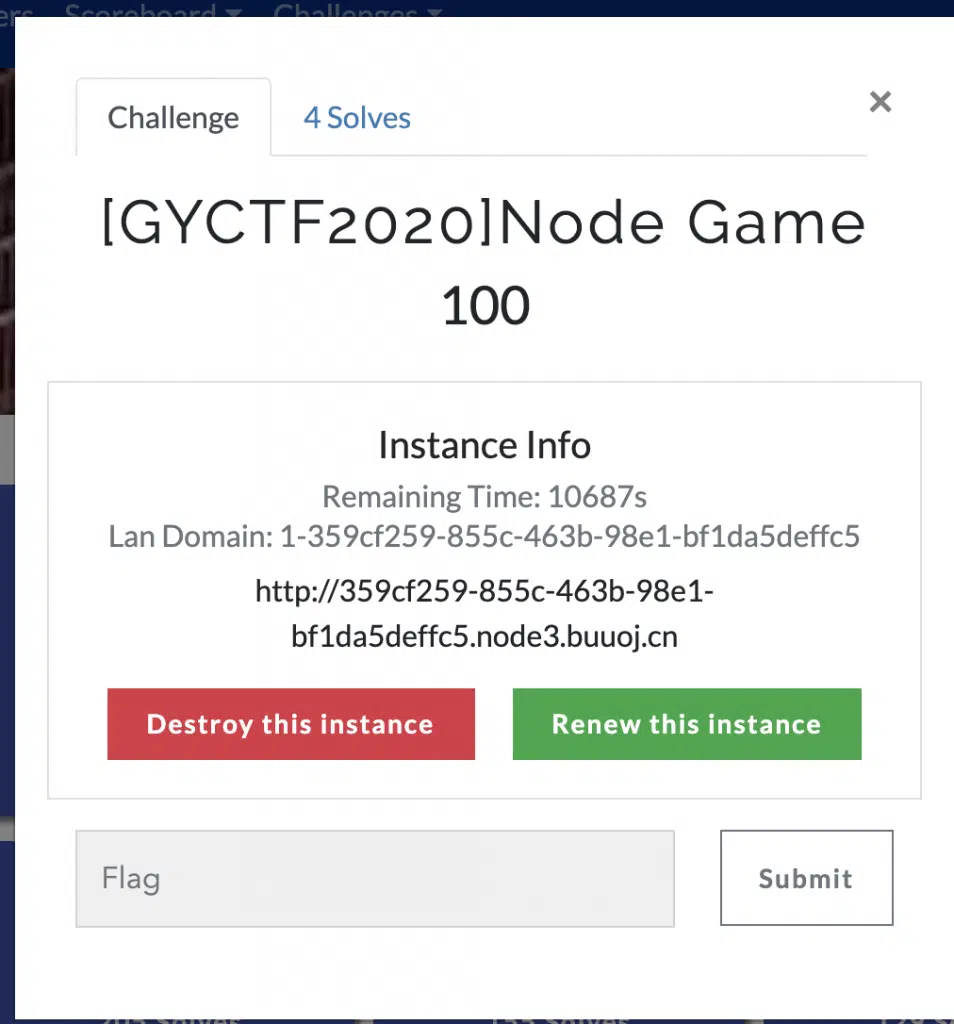 ers Scoreboard Challenges
Challenge 4 Solves ×
[GYCTF2020]Node Game
100
Instance Info
Remaining Time: 10687s
Lan Domain: 1-359cf259-855c-463b-98e1-bf1da5deffc5
http://359cf259-855c-463b-98e1-
bf1da5deffc5.node3.buuoj.cn
Destroy this instance Renew this instance
Flag Submit
Solves Solves